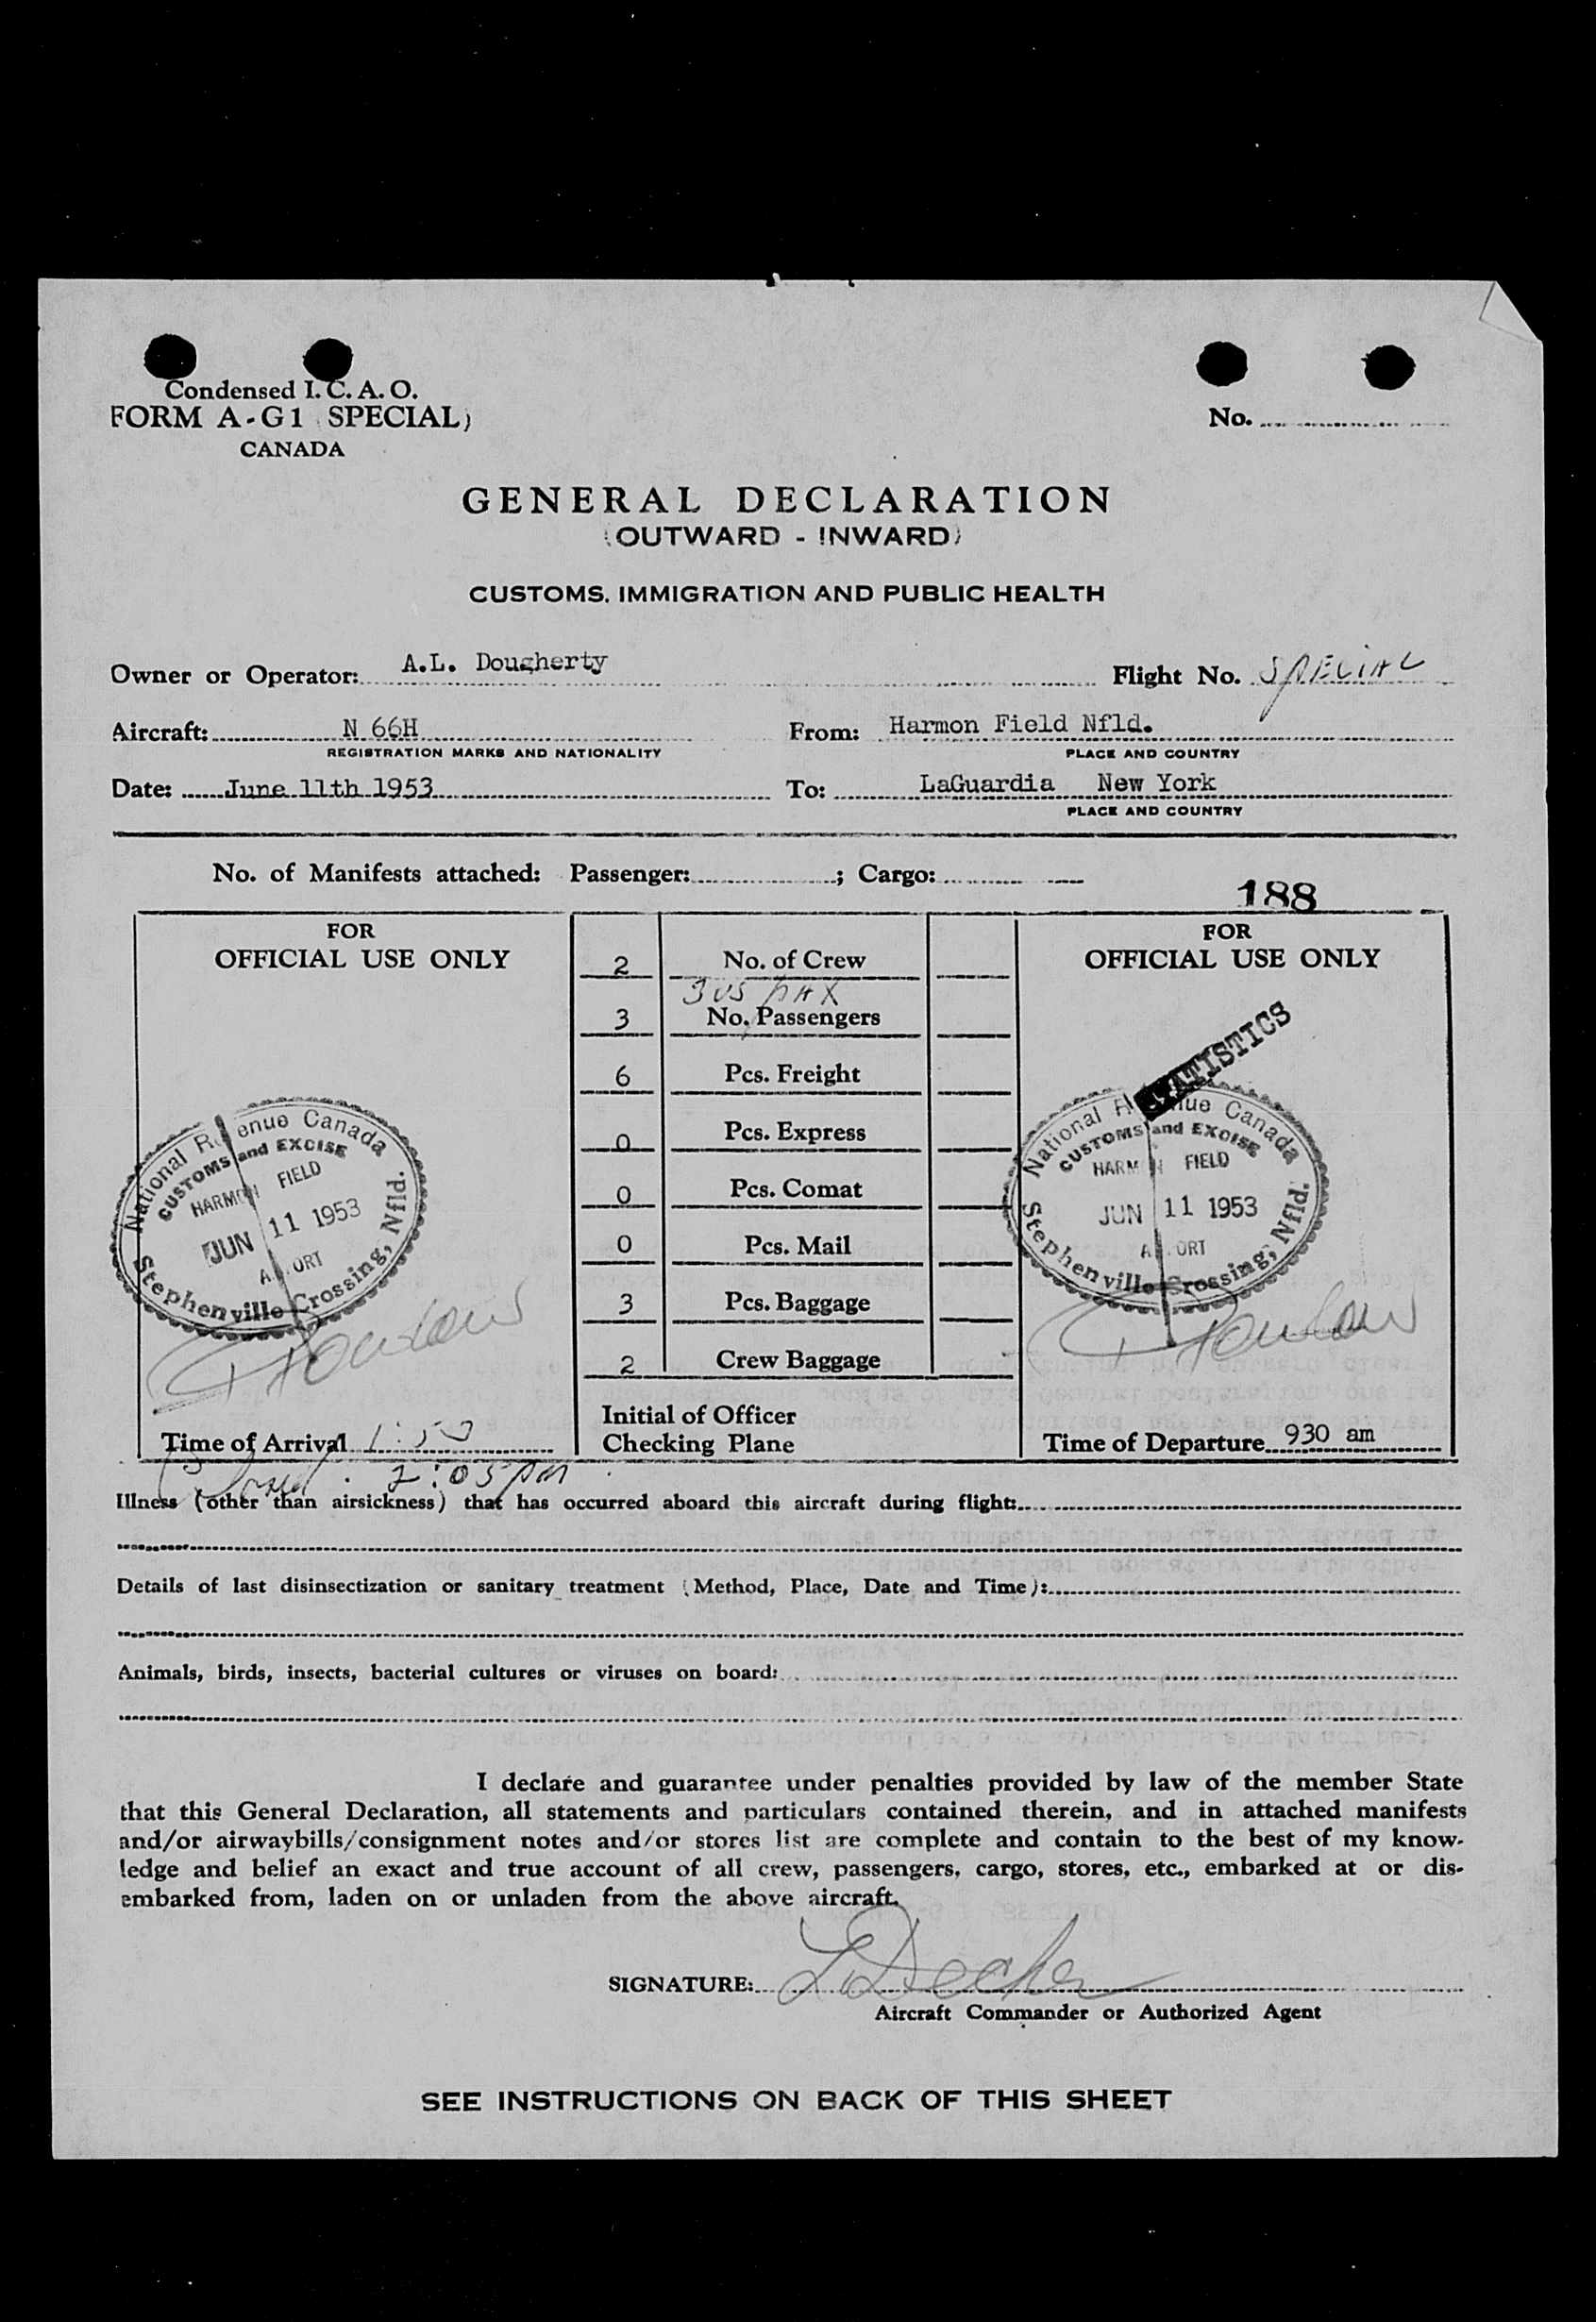 Condensed I. C. A. O.
FORM A-G1 (SPECIAL)
CANADA
No.
GENERAL DECLARATION
(OUTWARD - INWARD)
CUSTOMS, IMMIGRATION AND PUBLIC HEALTH
Owner or Operator: A.L. Dougherty Flight No. SPECIAL
Aircraft: N 66H From: Harmon Field Nfld.
REGISTRATION MARKS AND NATIONALITY PLACE AND COUNTRY
Date: June 11th 1953 To: LaGuardia New York
PLACE AND COUNTRY
No. of Manifests attached: Passenger: ; Cargo:
188
FOR
OFFICIAL USE ONLY
National Revenue Canada
CUSTOMS and EXCISE
HARMON FIELD
JUN 11 1953
AIRPORT
Stephenville Crossing, Nfld.
Time of Arrival 1:50
2:05 pm
2 No. of Crew
3 US PAX
3 No. Passengers
6 Pcs. Freight
0 Pcs. Express
0 Pcs. Comat
0 Pcs. Mail
3 Pcs. Baggage
2 Crew Baggage
Initial of Officer
Checking Plane
FOR
OFFICIAL USE ONLY
STATISTICS
National Revenue Canada
CUSTOMS and EXCISE
HARMON FIELD
JUN 11 1953
AIRPORT
Stephenville Crossing, Nfld.
Time of Departure 930 am
Illness (other than airsickness) that has occurred aboard this aircraft during flight:
Details of last disinsectization or sanitary treatment (Method, Place, Date and Time):
Animals, birds, insects, bacterial cultures or viruses on board:
I declare and guarantee under penalties provided by law of the member State
that this General Declaration, all statements and particulars contained therein, and in attached manifests
and/or airwaybills/consignment notes and/or stores list are complete and contain to the best of my know-
ledge and belief an exact and true account of all crew, passengers, cargo, stores, etc., embarked at or dis-
embarked from, laden on or unladen from the above aircraft.
SIGNATURE: L Decker
Aircraft Commander or Authorized Agent
SEE INSTRUCTIONS ON BACK OF THIS SHEET